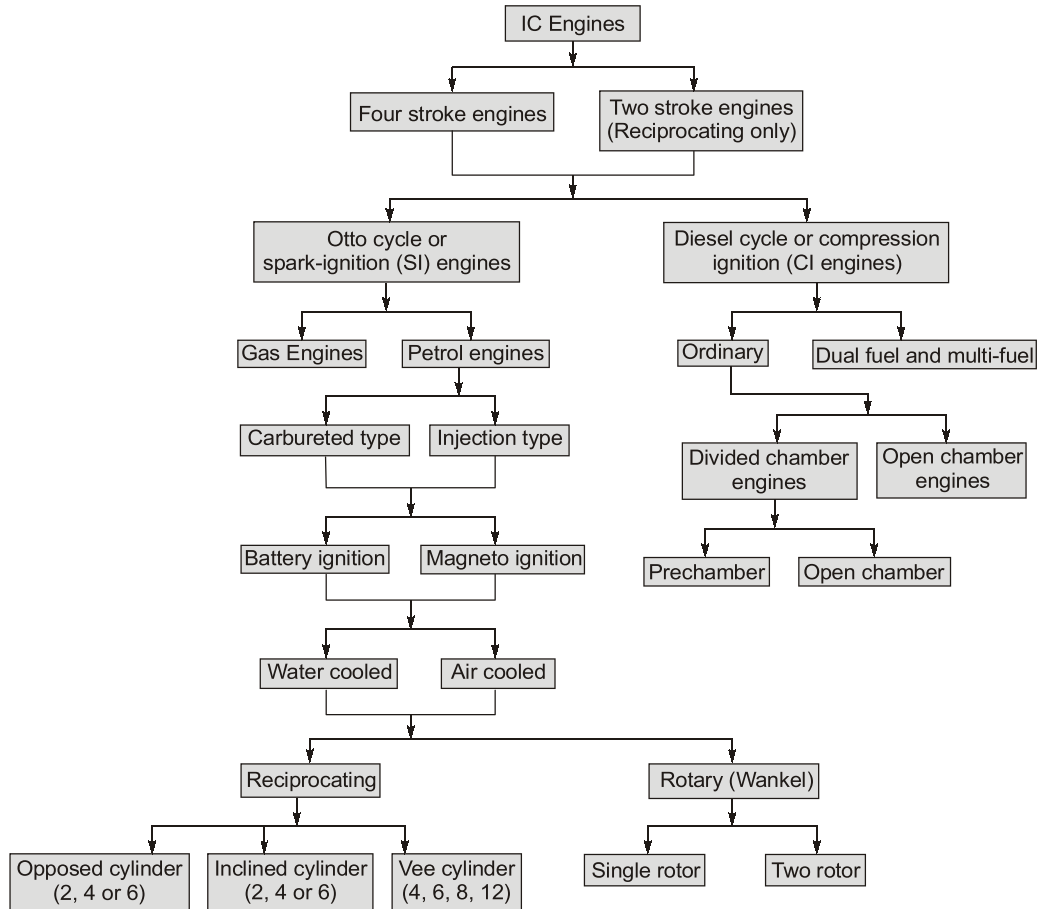 IC Engines
Four stroke engines
Two stroke engines
(Reciprocating only)
Otto cycle or
spark-ignition (SI) engines
Diesel cycle or compression
ignition (CI engines)
Gas Engines
Petrol engines
Ordinary
Dual fuel and multi-fuel
Carbureted type
Injection type
Divided chamber
engines
Open chamber
engines
Battery ignition
Magneto ignition
Prechamber
Open chamber
Water cooled
Air cooled
Reciprocating
Rotary (Wankel)
Opposed cylinder
(2, 4 or 6)
Inclined cylinder
(2, 4 or 6)
Vee cylinder
(4, 6, 8, 12)
Single rotor
Two rotor